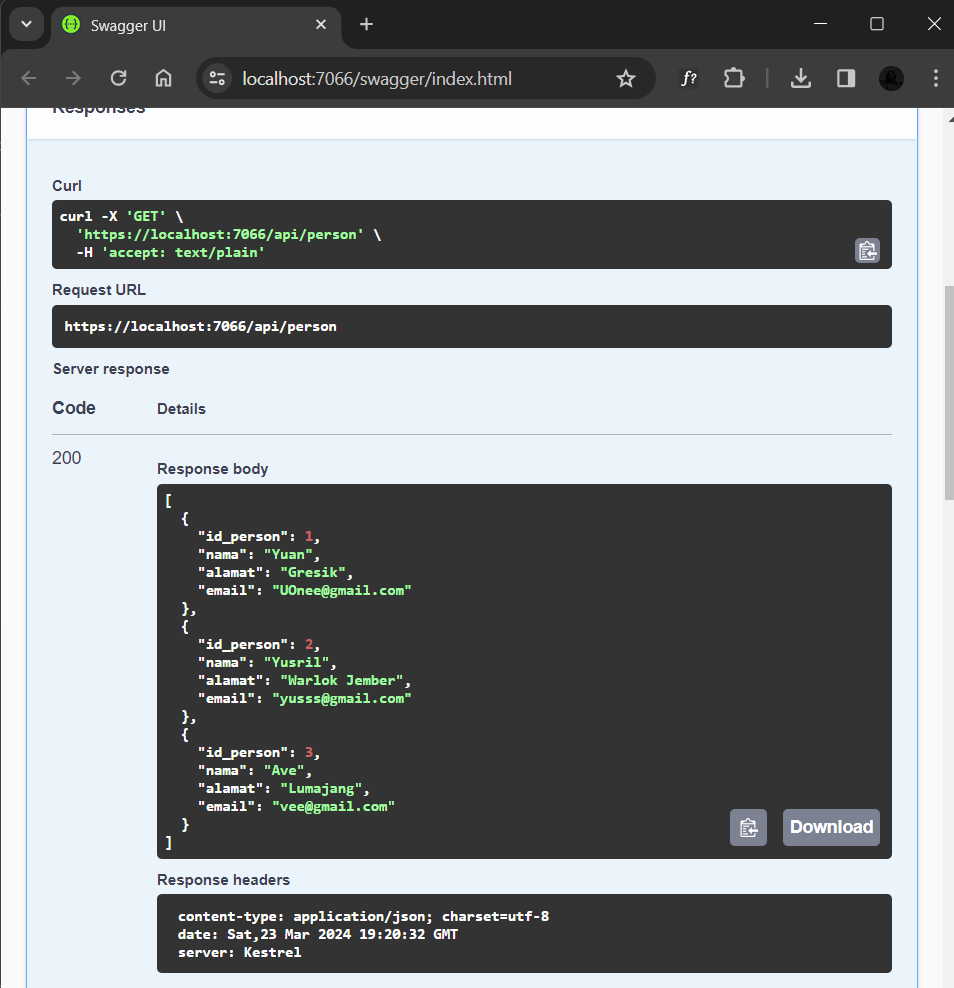 Swagger UI
localhost:7066/swagger/index.html
f?
Responses
Curl
curl -X 'GET' \
'https://localhost:7066/api/person' \
-H 'accept: text/plain'
Request URL
https://localhost:7066/api/person
Server response
Code Details
200
Response body
[
{
"id_person": 1,
"nama": "Yuan",
"alamat": "Gresik",
"email": "UOnee@gmail.com"
},
{
"id_person": 2,
"nama": "Yusril",
"alamat": "Warlok Jember",
"email": "yusss@gmail.com"
},
{
"id_person": 3,
"nama": "Ave",
"alamat": "Lumajang",
"email": "vee@gmail.com"
}
]
Download
Response headers
content-type: application/json; charset=utf-8
date: Sat,23 Mar 2024 19:20:32 GMT
server: Kestrel